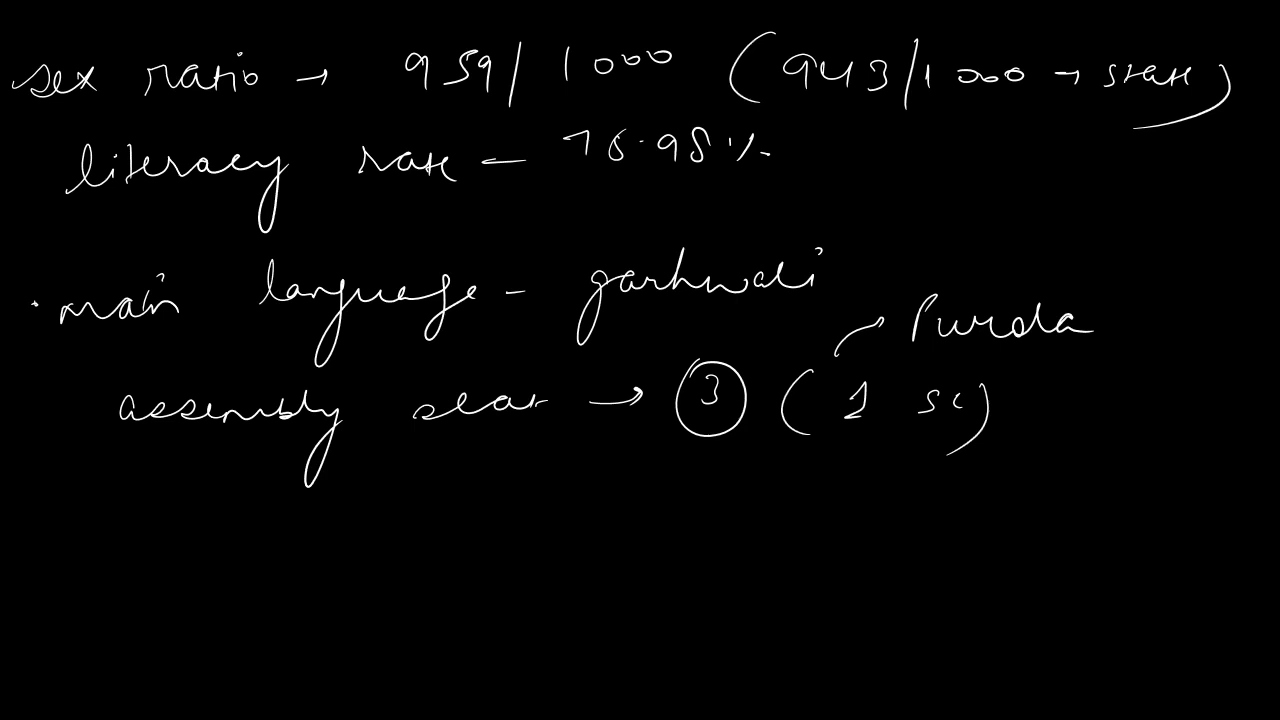 sex ratio → 959/1000 (943/1000 → state)
literacy rate - 76.98%
· main language - garhwali
Purola
assembly seat → 3 (1 sc)